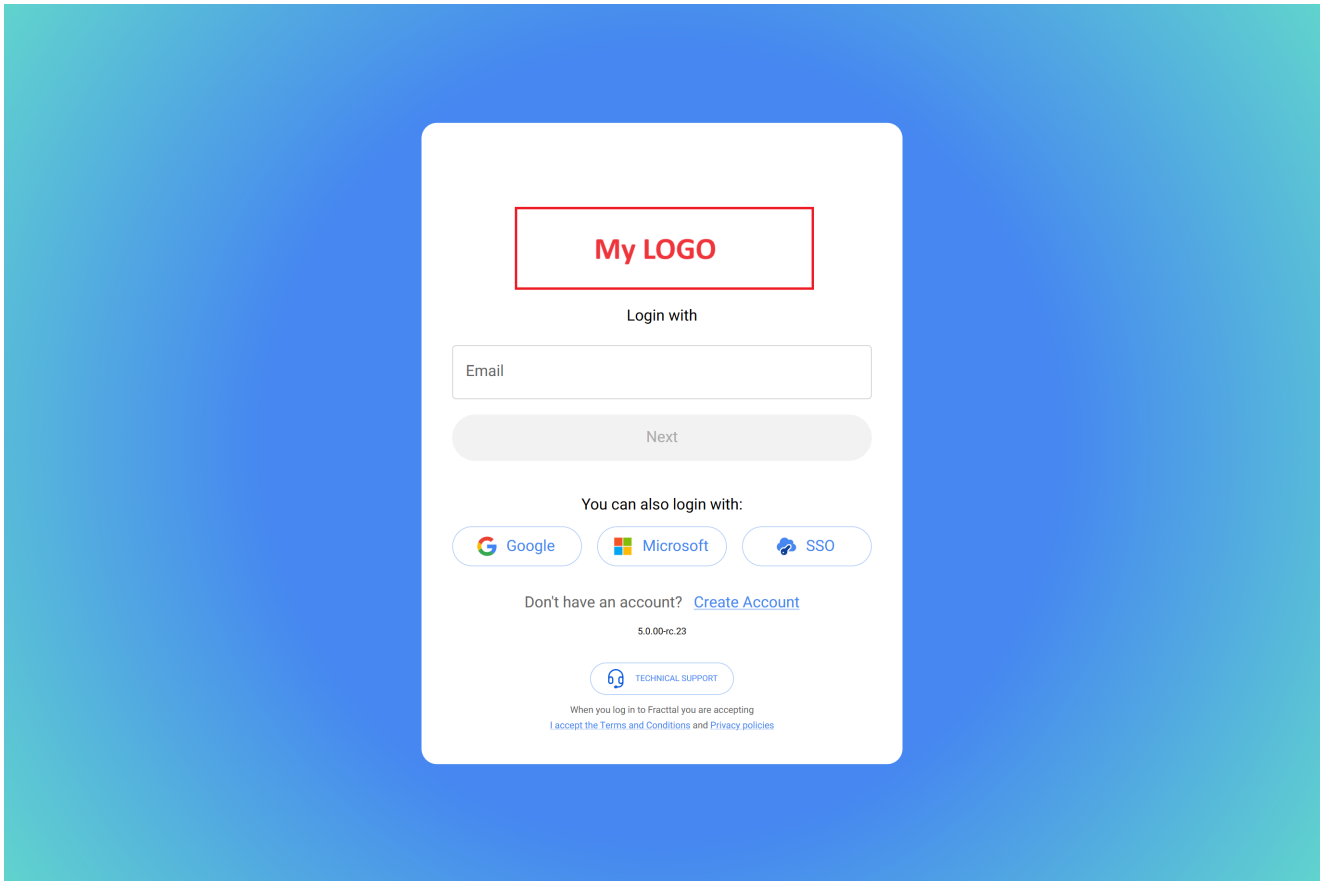 My LOGO
Login with
Email
Next
You can also login with:
Google Microsoft SSO
Don't have an account? Create Account
5.0.00-rc.23
TECHNICAL SUPPORT
When you log in to Fracttal you are accepting
I accept the Terms and Conditions and Privacy policies